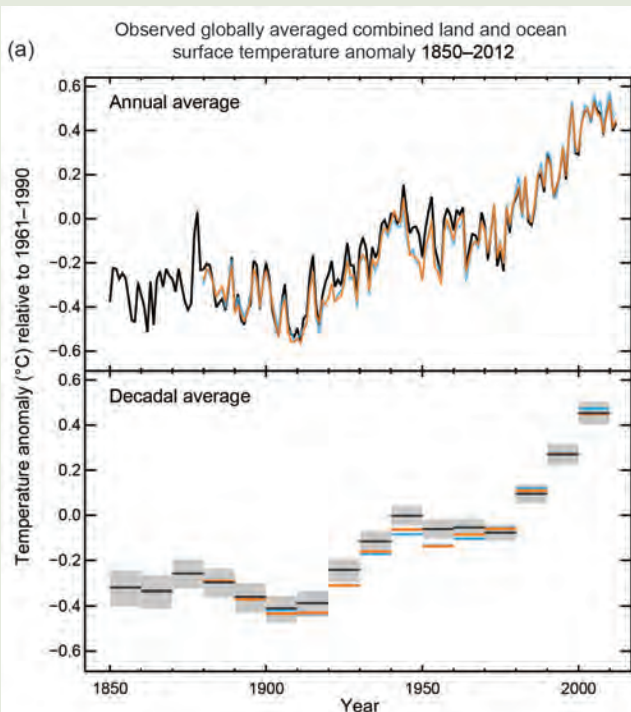 (a)
Observed globally averaged combined land and ocean
surface temperature anomaly 1850–2012
Temperature anomaly (°C) relative to 1961–1990
Annual average
0.6
0.4
0.2
0.0
−0.2
−0.4
−0.6
Decadal average
0.6
0.4
0.2
0.0
−0.2
−0.4
−0.6
1850
1900
1950
2000
Year